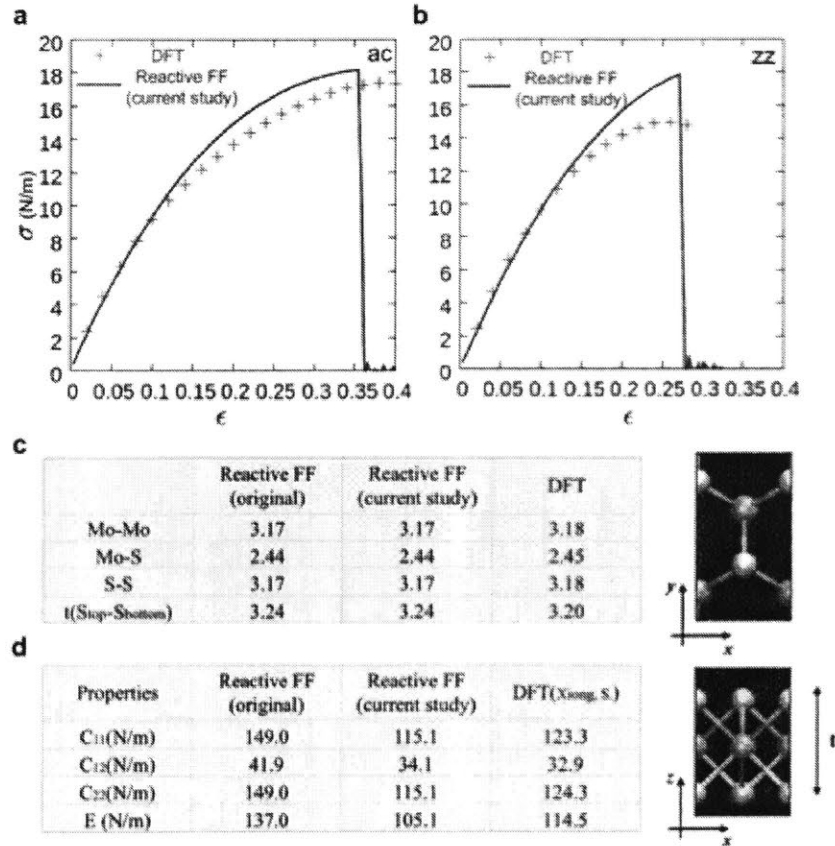 a
b
20
18
16
14
12
10
8
6
4
2
0
σ (N/m)
DFT
Reactive FF
(current study)
ac
0 0.05 0.1 0.15 0.2 0.25 0.3 0.35 0.4
ϵ
20
18
16
14
12
10
8
6
4
2
0
DFT
Reactive FF
(current study)
zz
0 0.05 0.1 0.15 0.2 0.25 0.3 0.35 0.4
ϵ
c
Reactive FF (original) Reactive FF (current study) DFT
Mo-Mo 3.17 3.17 3.18
Mo-S 2.44 2.44 2.45
S-S 3.17 3.17 3.18
t(Stop-Sbottom) 3.24 3.24 3.20
y
x
d
Properties Reactive FF (original) Reactive FF (current study) DFT(Xiong, S.)
C11(N/m) 149.0 115.1 123.3
C12(N/m) 41.9 34.1 32.9
C22(N/m) 149.0 115.1 124.3
E (N/m) 137.0 105.1 114.5
t
z
x